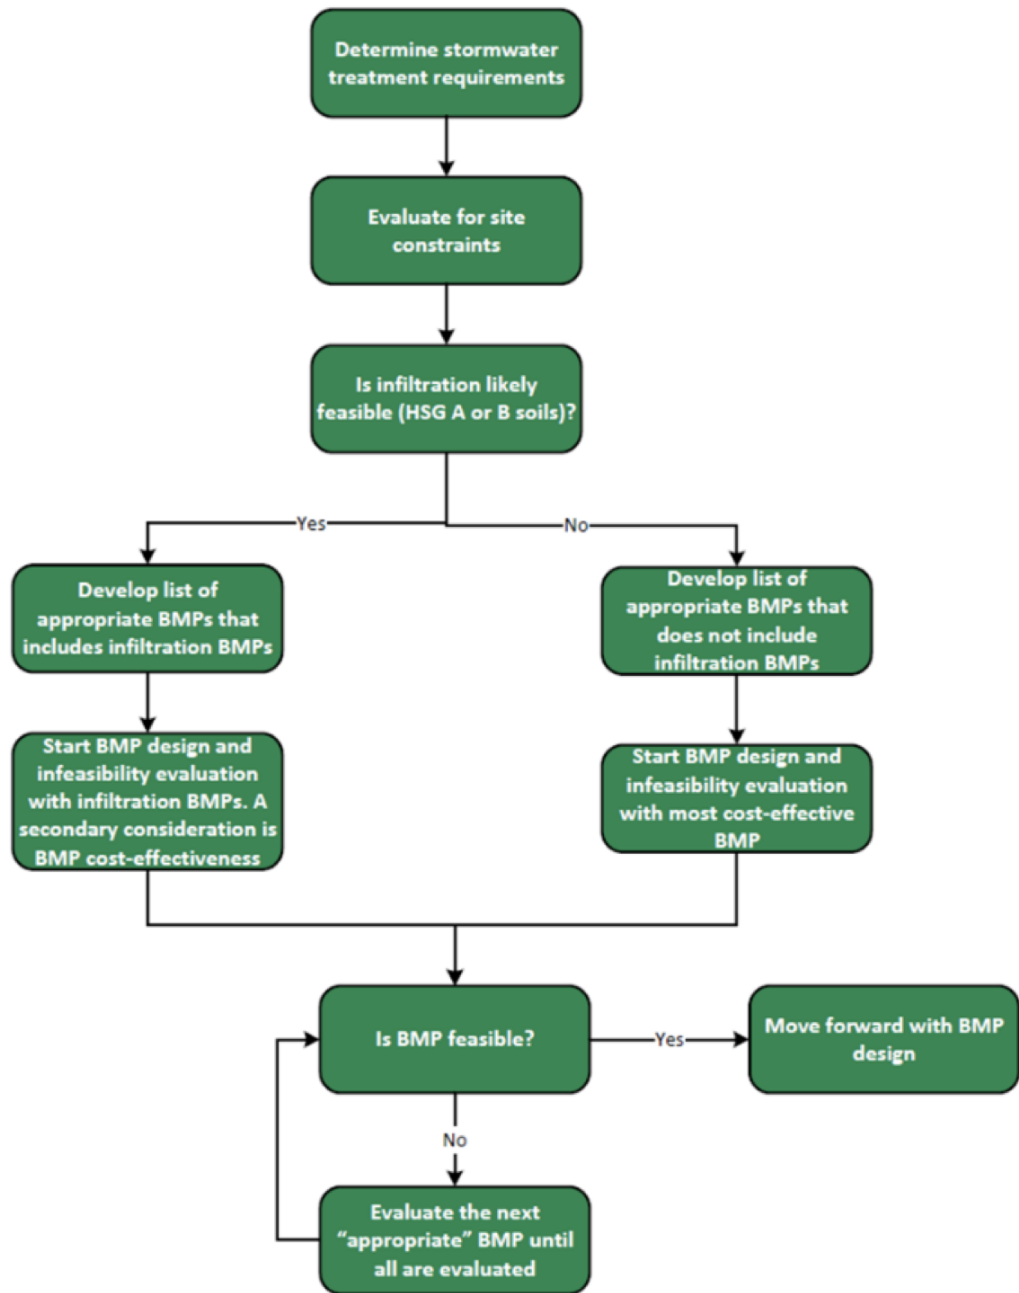 Determine stormwater
treatment requirements
Evaluate for site
constraints
Is infiltration likely
feasible (HSG A or B soils)?
Yes
No
Develop list of
appropriate BMPs that
includes infiltration BMPs
Develop list of
appropriate BMPs that
does not include
infiltration BMPs
Start BMP design and
infeasibility evaluation
with infiltration BMPs. A
secondary consideration is
BMP cost-effectiveness
Start BMP design and
infeasibility evaluation
with most cost-effective
BMP
Is BMP feasible?
Yes
Move forward with BMP
design
No
Evaluate the next
“appropriate” BMP until
all are evaluated